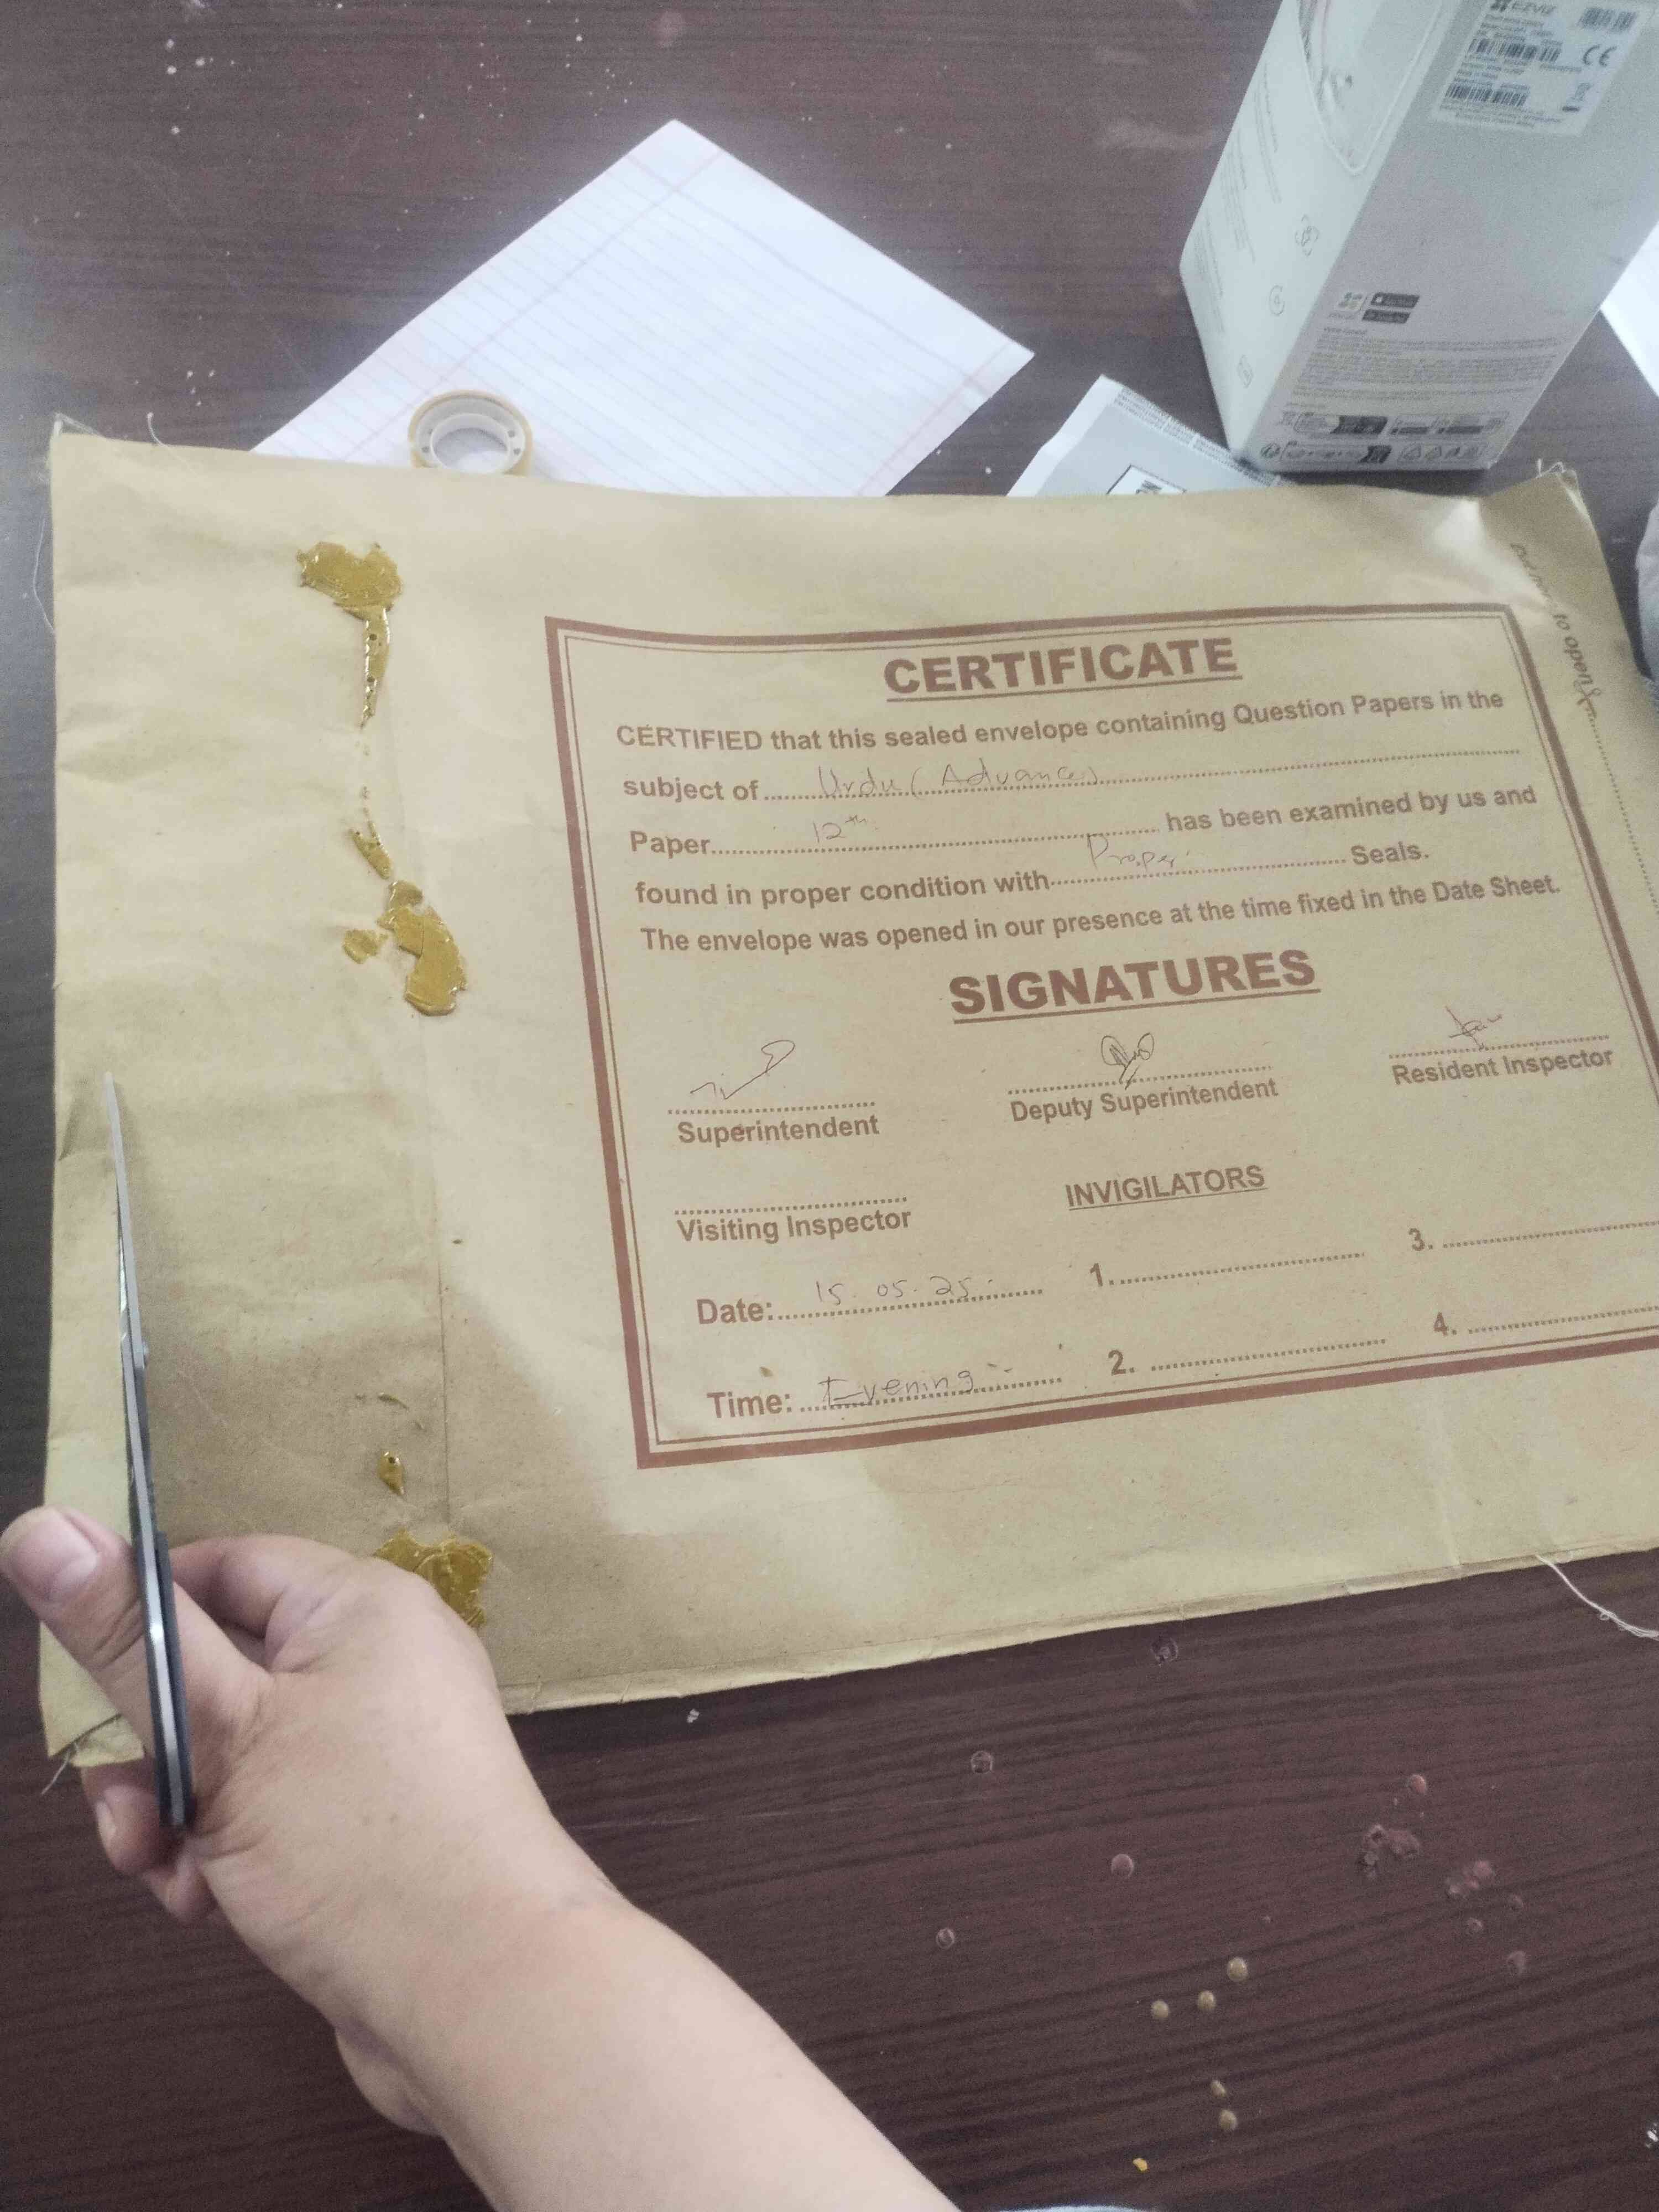 EZVIZ
CE
to open
CERTIFICATE
CERTIFIED that this sealed envelope containing Question Papers in the
subject of Urdu (Advance)
Paper 12th has been examined by us and
found in proper condition with Proper Seals.
The envelope was opened in our presence at the time fixed in the Date Sheet.
SIGNATURES
Superintendent
Deputy Superintendent
Resident Inspector
Visiting Inspector
INVIGILATORS
Date: 15.05.25
1.
3.
Time: Evening
2.
4.